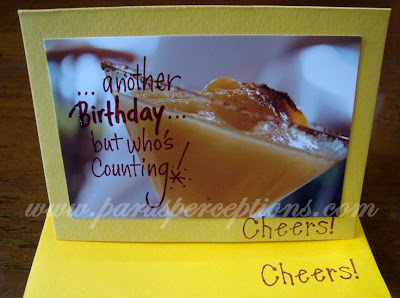 ... another
Birthday...
but who's
Counting!
www.parisperceptions.com
Cheers!
Cheers!